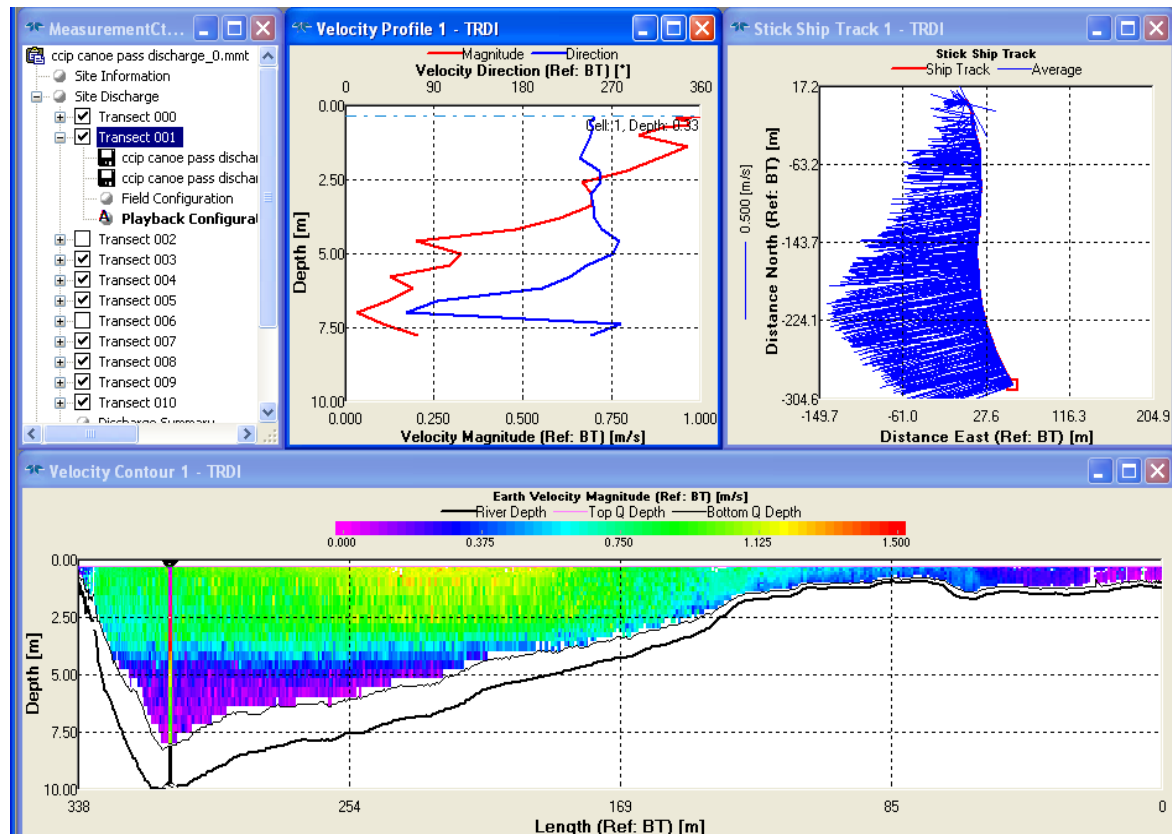 MeasurementCt...
ccip canoe pass discharge_0.mmt
Site Information
Site Discharge
Transect 000
Transect 001
ccip canoe pass dischar
ccip canoe pass dischar
Field Configuration
Playback Configurat
Transect 002
Transect 003
Transect 004
Transect 005
Transect 006
Transect 007
Transect 008
Transect 009
Transect 010
Discharge Summary
Velocity Profile 1 - TRDI
Magnitude Direction
Velocity Direction (Ref: BT) [°]
0 90 180 270 360
Cell: 1, Depth: 0.33
0.00
2.50
5.00
7.50
10.00
Depth [m]
0.000 0.250 0.500 0.750 1.000
Velocity Magnitude (Ref: BT) [m/s]
Stick Ship Track 1 - TRDI
Stick Ship Track
Ship Track Average
17.2
-63.2
-143.7
-224.1
-304.6
0.500 [m/s]
Distance North (Ref: BT) [m]
-149.7 -61.0 27.6 116.3 204.9
Distance East (Ref: BT) [m]
Velocity Contour 1 - TRDI
Earth Velocity Magnitude (Ref: BT) [m/s]
River Depth Top Q Depth Bottom Q Depth
0.000 0.375 0.750 1.125 1.500
0.00
2.50
5.00
7.50
10.00
Depth [m]
338 254 169 85 0
Length (Ref: BT) [m]